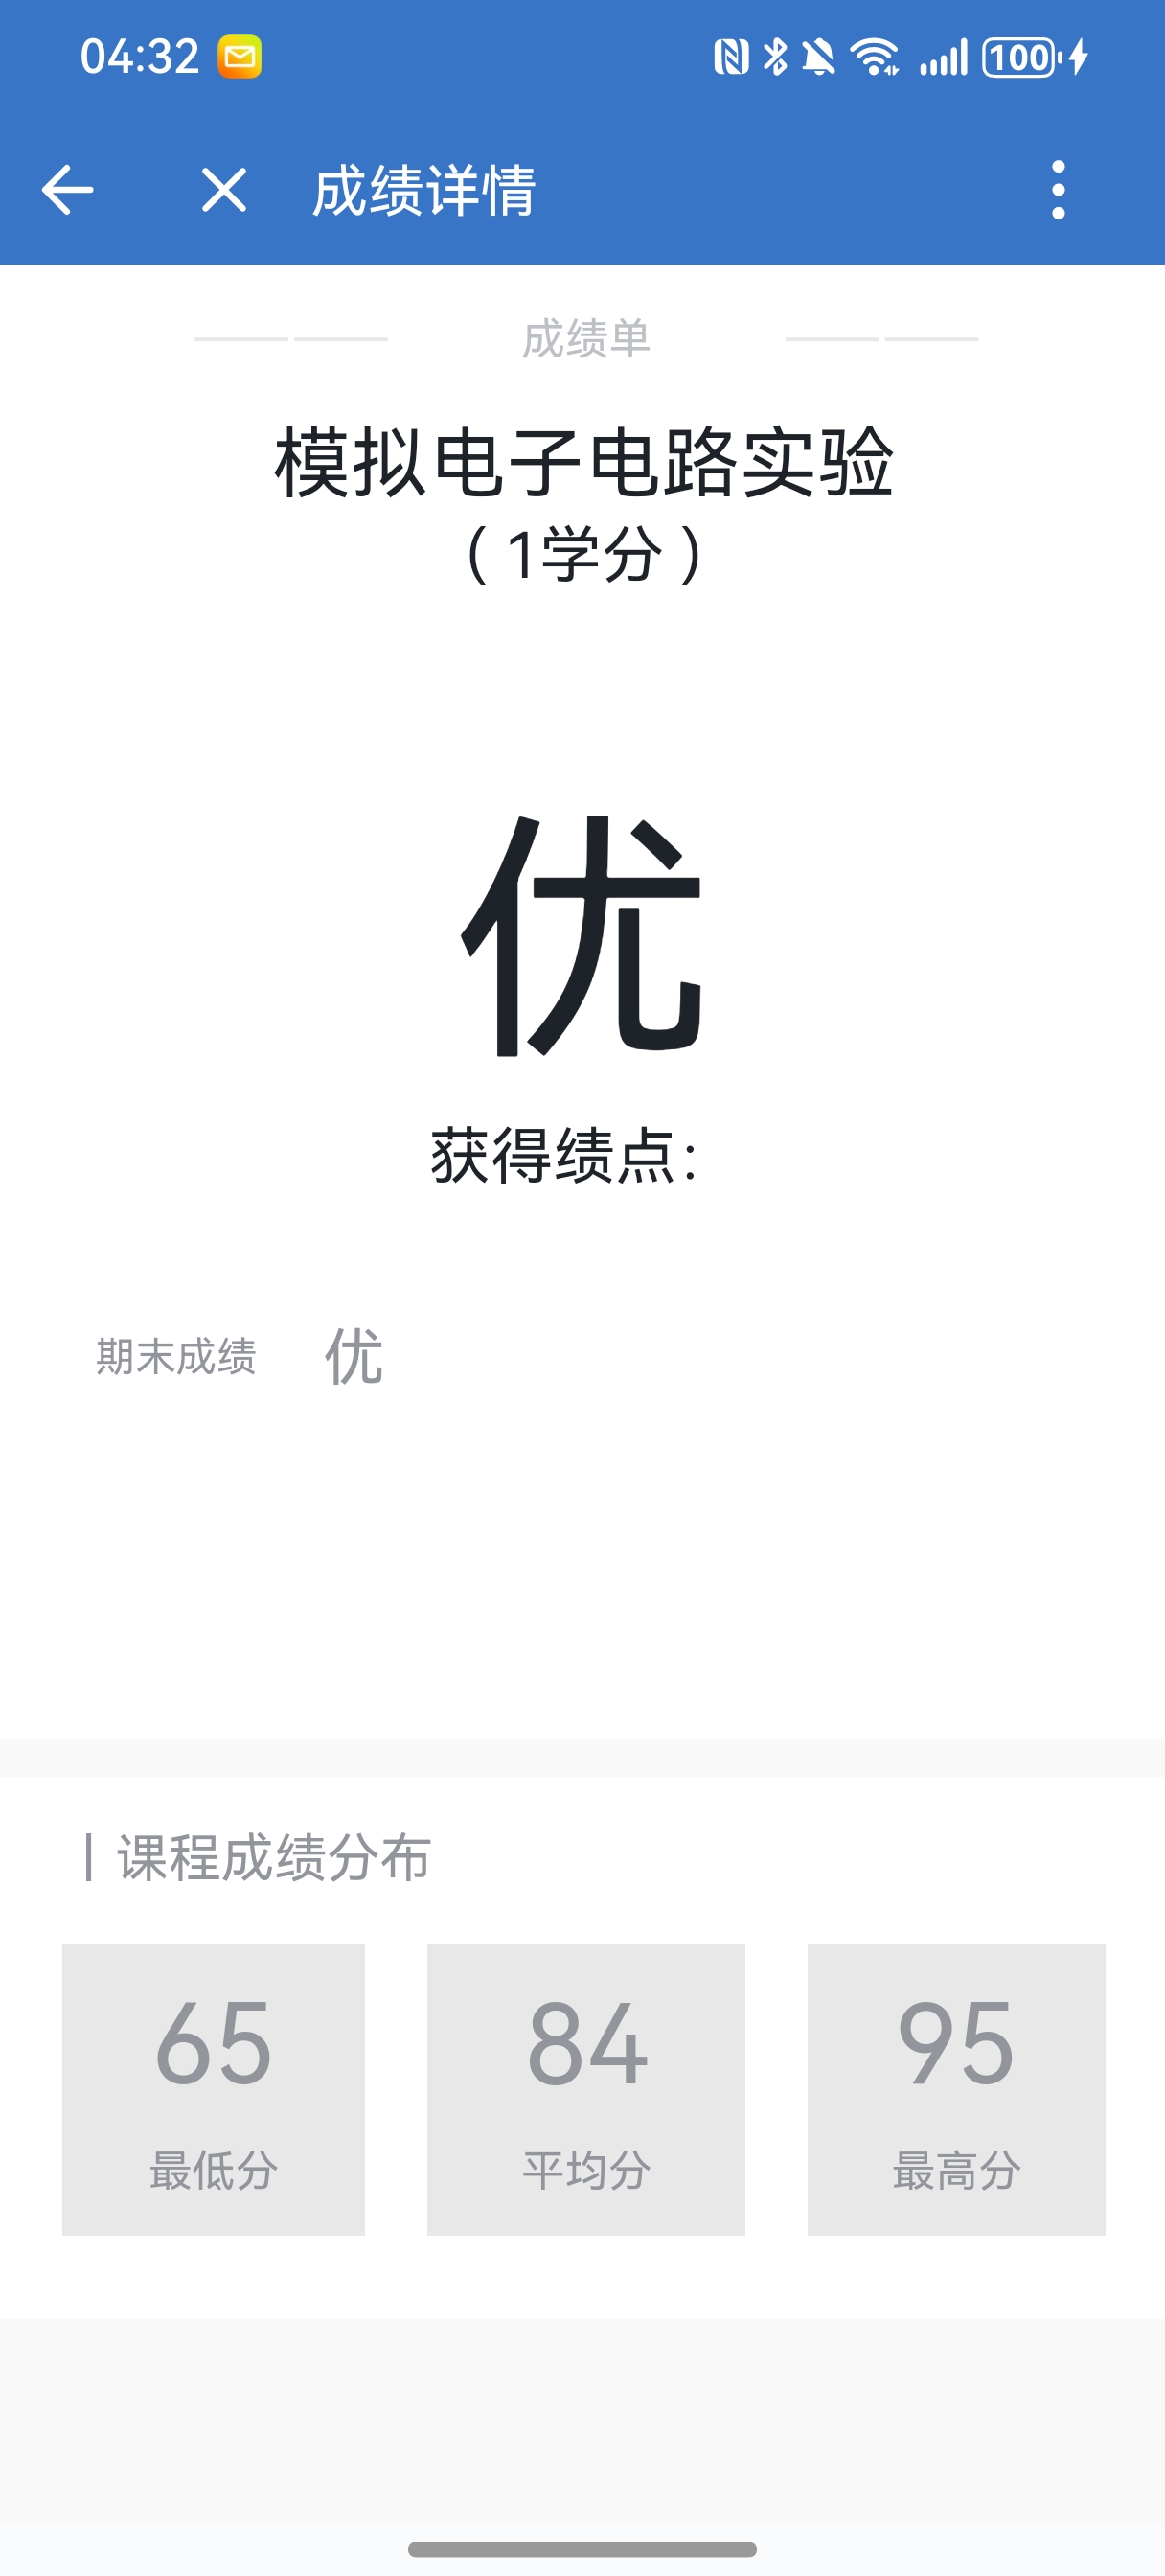 04:32 100
成绩详情
成绩单
模拟电子电路实验
（1学分）
优
获得绩点：
期末成绩 优
课程成绩分布
65 84 95
最低分 平均分 最高分